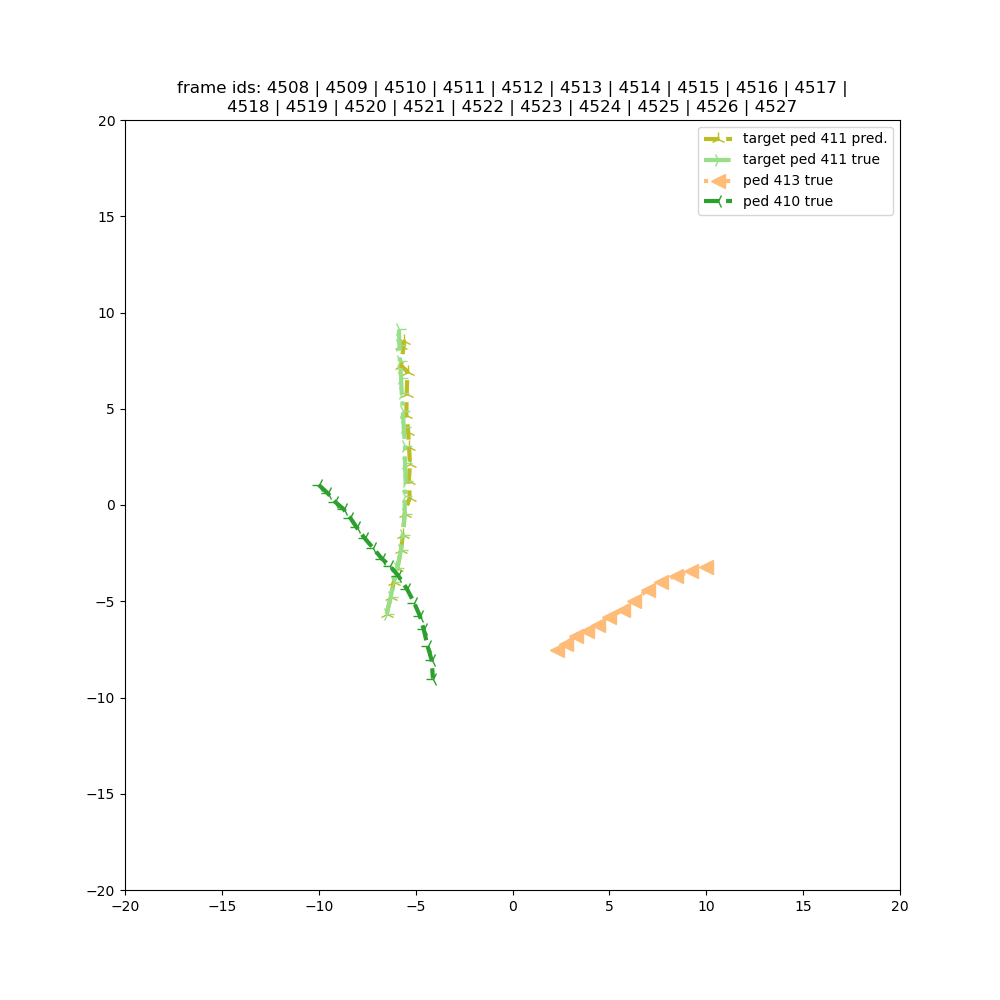 frame ids: 4508 | 4509 | 4510 | 4511 | 4512 | 4513 | 4514 | 4515 | 4516 | 4517 |
4518 | 4519 | 4520 | 4521 | 4522 | 4523 | 4524 | 4525 | 4526 | 4527
target ped 411 pred.
target ped 411 true
ped 413 true
ped 410 true
20
15
10
5
0
−5
−10
−15
−20
−20 −15 −10 −5 0 5 10 15 20